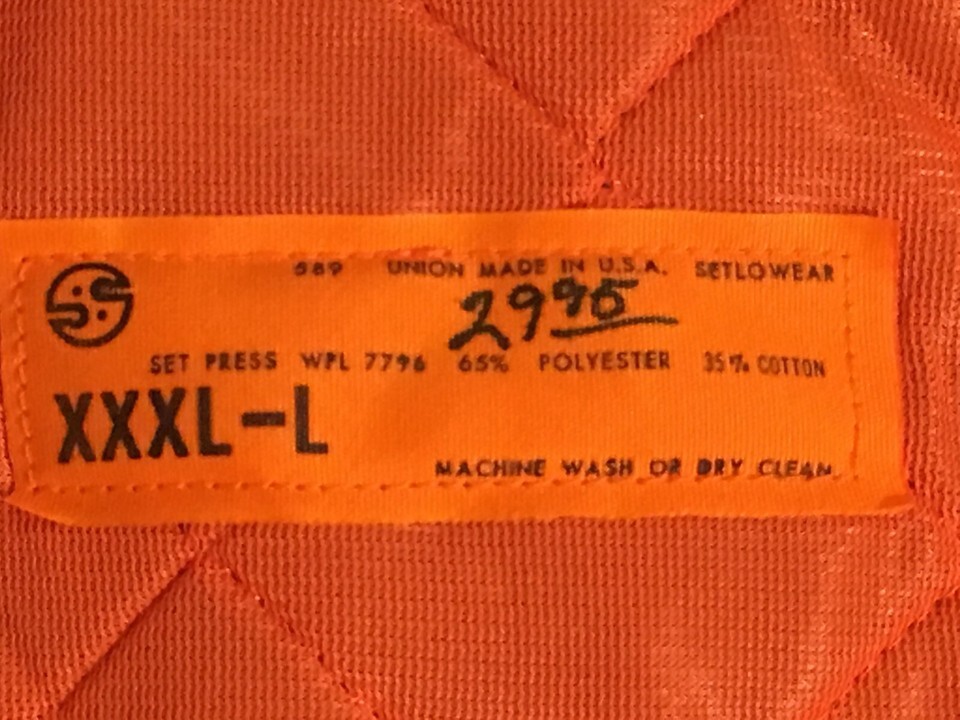 589 UNION MADE IN U.S.A. SETLOWEAR
2995
SET PRESS WPL 7796 65% POLYESTER 35% COTTON
XXXL-L
MACHINE WASH OR DRY CLEAN